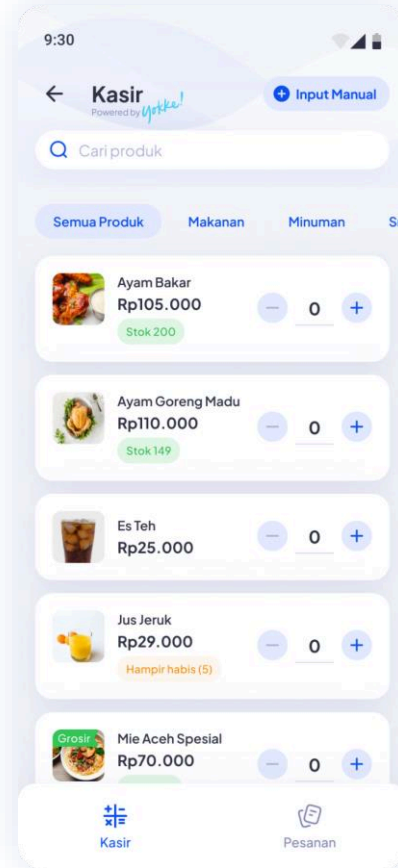 9:30
Kasir
Powered by yokke!
Input Manual
Cari produk
Semua Produk Makanan Minuman
Ayam Bakar
Rp105.000
Stok 200
0
Ayam Goreng Madu
Rp110.000
Stok 149
0
Es Teh
Rp25.000
0
Jus Jeruk
Rp29.000
Hampir habis (5)
0
Grosir
Mie Aceh Spesial
Rp70.000
0
Kasir
Pesanan